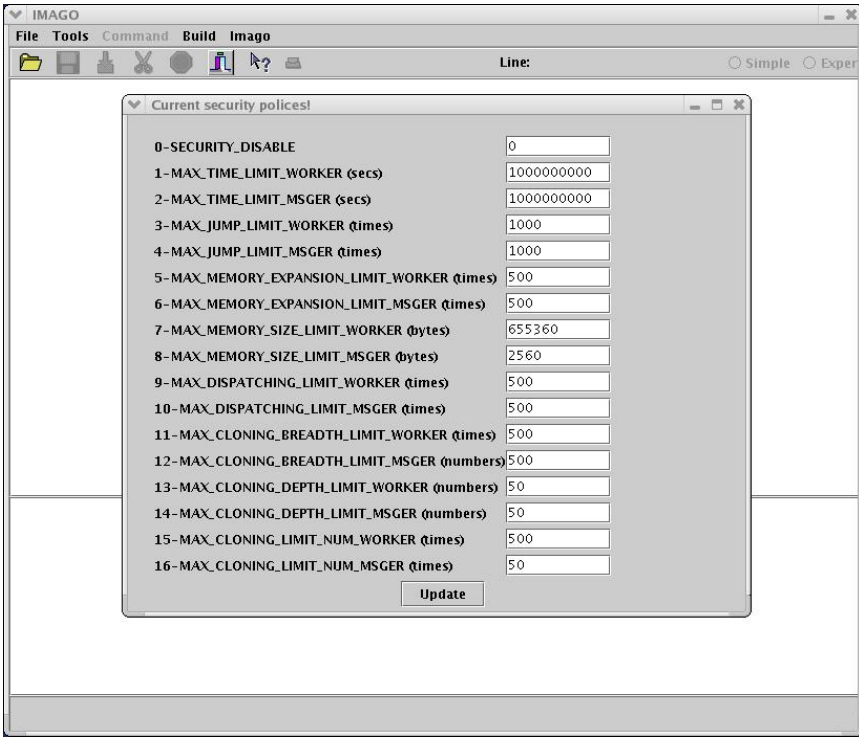 IMAGO
File Tools Command Build Imago
Line: Simple Exper
Current security polices!
0-SECURITY_DISABLE 0
1-MAX_TIME_LIMIT_WORKER (secs) 1000000000
2-MAX_TIME_LIMIT_MSGER (secs) 1000000000
3-MAX_JUMP_LIMIT_WORKER (times) 1000
4-MAX_JUMP_LIMIT_MSGER (times) 1000
5-MAX_MEMORY_EXPANSION_LIMIT_WORKER (times) 500
6-MAX_MEMORY_EXPANSION_LIMIT_MSGER (times) 500
7-MAX_MEMORY_SIZE_LIMIT_WORKER (bytes) 655360
8-MAX_MEMORY_SIZE_LIMIT_MSGER (bytes) 2560
9-MAX_DISPATCHING_LIMIT_WORKER (times) 500
10-MAX_DISPATCHING_LIMIT_MSGER (times) 500
11-MAX_CLONING_BREADTH_LIMIT_WORKER (times) 500
12-MAX_CLONING_BREADTH_LIMIT_MSGER (numbers) 500
13-MAX_CLONING_DEPTH_LIMIT_WORKER (numbers) 50
14-MAX_CLONING_DEPTH_LIMIT_MSGER (numbers) 50
15-MAX_CLONING_LIMIT_NUM_WORKER (times) 500
16-MAX_CLONING_LIMIT_NUM_MSGER (times) 50
Update